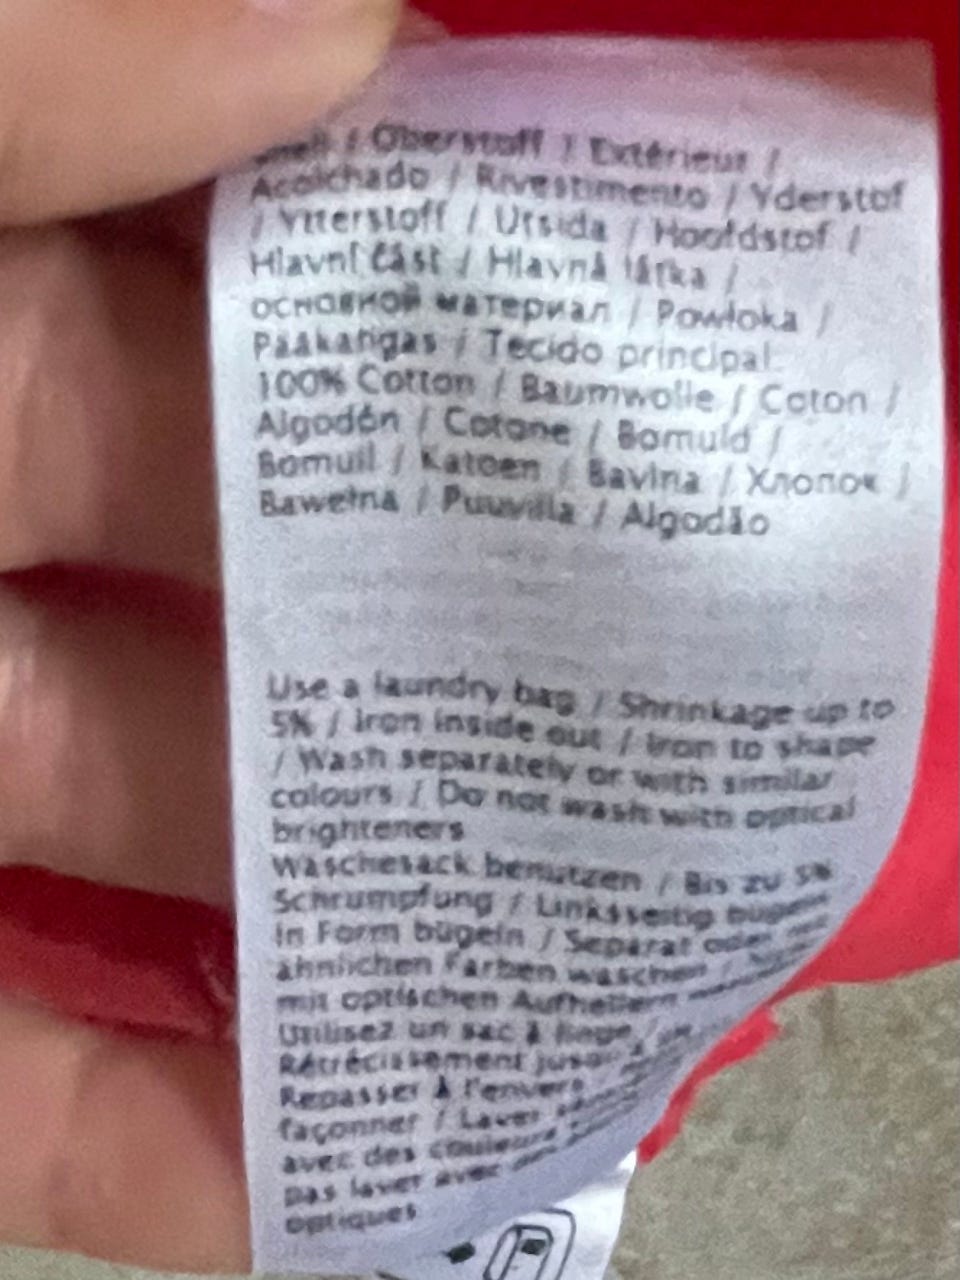 / Oberstoff / Extérieur /
Acolchado / Rivestimento / Yderstof
/ Ytterstoff / Utsida / Hoofdstof /
Hlavní část / Hlavná látka /
основной материал / Powłoka /
Pääkangas / Tecido principal:
100% Cotton / Baumwolle / Coton /
Algodón / Cotone / Bomuld /
Bomull / Katoen / Bavlna / Хлопок /
Bawełna / Puuvilla / Algodão
Use a laundry bag / Shrinkage up to
5% / Iron inside out / Iron to shape
/ Wash separately or with similar
colours / Do not wash with optical
brighteners
Wäschesack benutzen / Bis zu 5%
Schrumpfung / Linksseitig bügeln
in Form bügeln / Separat oder mit
ähnlichen Farben waschen /
mit optischen Aufhellern
Utilisez un sac à linge /
Rétrécissement jusqu'à
Repasser à l'envers
façonner / Laver
avec des couleurs
pas laver avec des
optiques